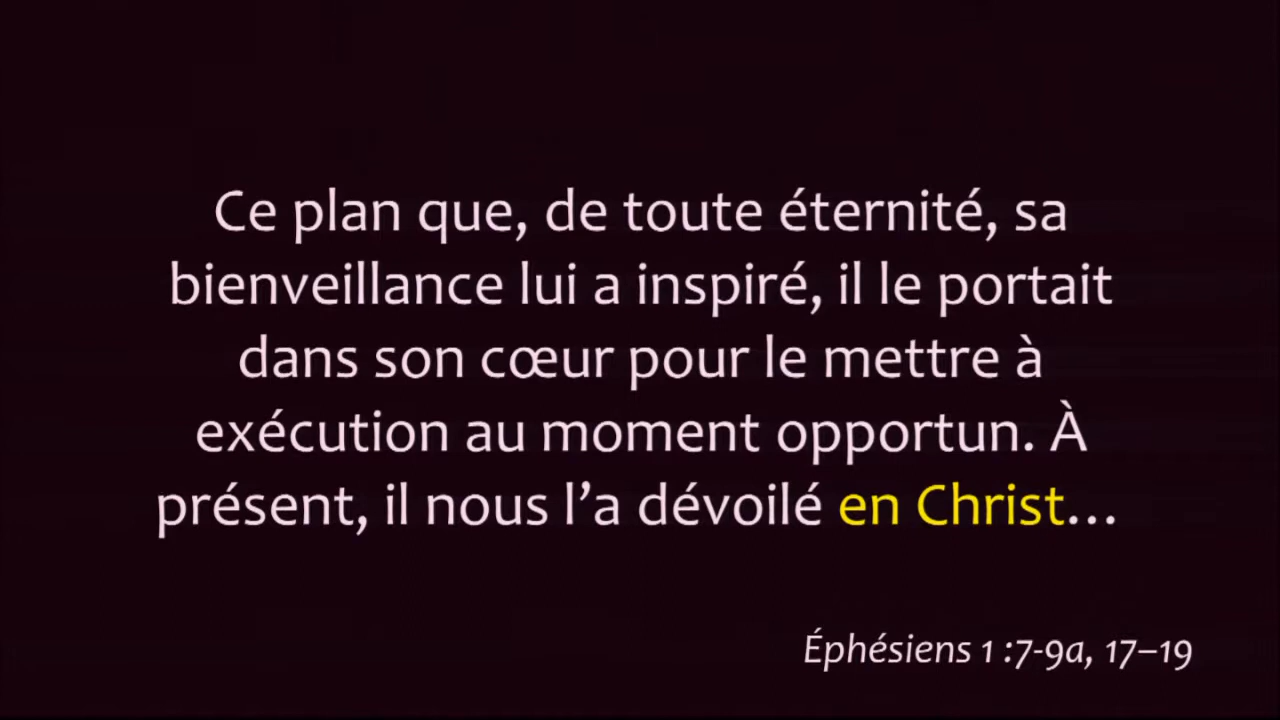 Ce plan que, de toute éternité, sa
bienveillance lui a inspiré, il le portait
dans son cœur pour le mettre à
exécution au moment opportun. À
présent, il nous l’a dévoilé en Christ…
Éphésiens 1 :7-9a, 17–19